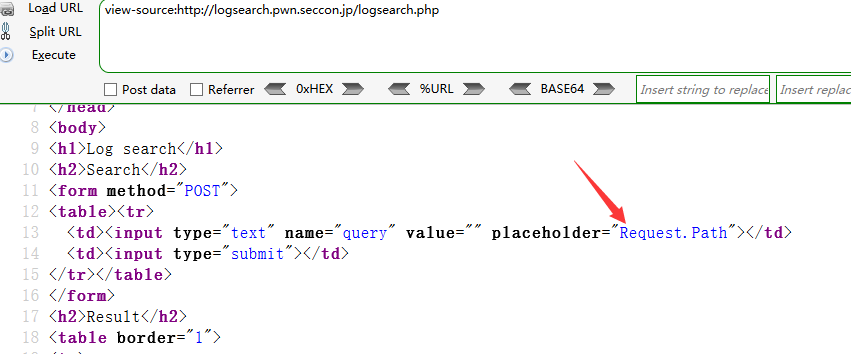 Load URL
view-source:http://logsearch.pwn.seccon.jp/logsearch.php
Split URL
Execute
Post data Referrer 0xHEX %URL BASE64 Insert string to replace Insert replac
7 </head>
8 <body>
9 <h1>Log search</h1>
10 <h2>Search</h2>
11 <form method="POST">
12 <table><tr>
13 <td><input type="text" name="query" value="" placeholder="Request.Path"></td>
14 <td><input type="submit"></td>
15 </tr></table>
16 </form>
17 <h2>Result</h2>
18 <table border="1">